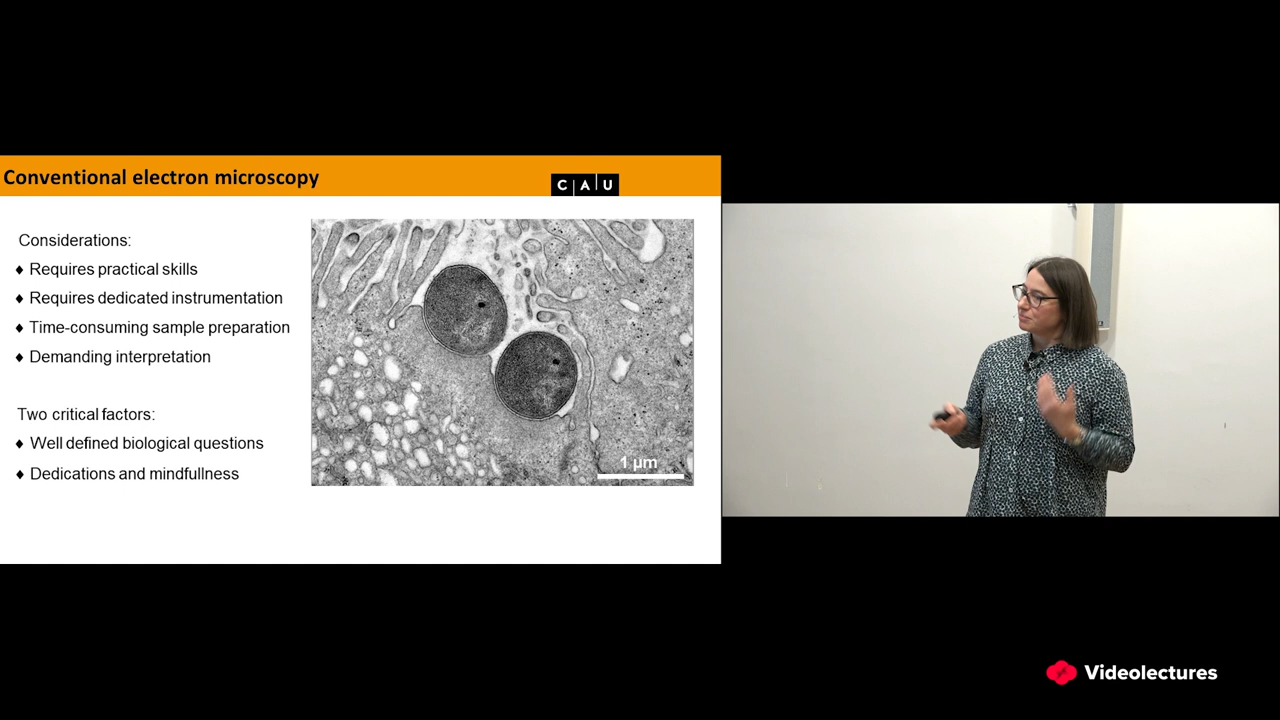 Conventional electron microscopy
C A U
Considerations:
♦ Requires practical skills
♦ Requires dedicated instrumentation
♦ Time-consuming sample preparation
♦ Demanding interpretation
Two critical factors:
♦ Well defined biological questions
♦ Dedications and mindfullness
1 µm
Videolectures